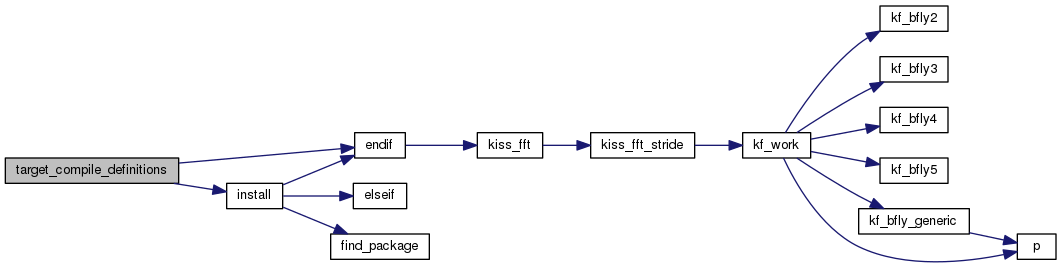 target_compile_definitions
install
endif
elseif
find_package
kiss_fft
kiss_fft_stride
kf_work
kf_bfly2
kf_bfly3
kf_bfly4
kf_bfly5
kf_bfly_generic
p